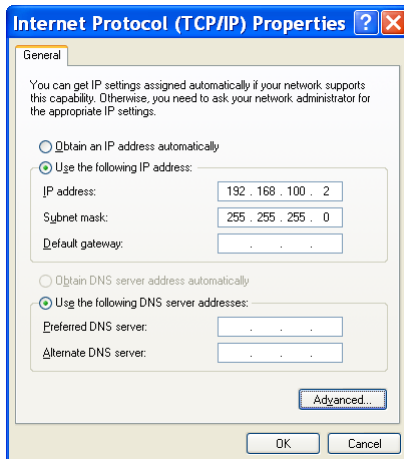 Internet Protocol (TCP/IP) Properties
General
You can get IP settings assigned automatically if your network supports
this capability. Otherwise, you need to ask your network administrator for
the appropriate IP settings.
Obtain an IP address automatically
Use the following IP address:
IP address: 192 . 168 . 100 . 2
Subnet mask: 255 . 255 . 255 . 0
Default gateway: . . .
Obtain DNS server address automatically
Use the following DNS server addresses:
Preferred DNS server: . . .
Alternate DNS server: . . .
Advanced...
OK Cancel